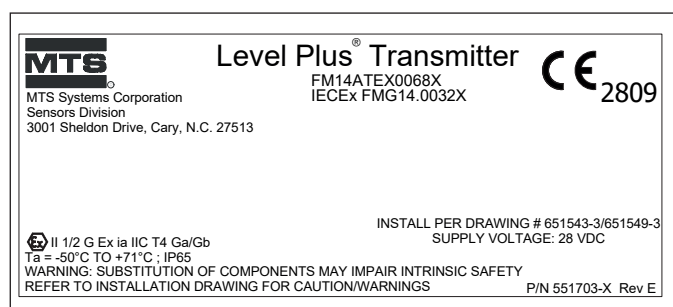 MTS
Level Plus® Transmitter
FM14ATEX0068X
IECEx FMG14.0032X
CE 2809
MTS Systems Corporation
Sensors Division
3001 Sheldon Drive, Cary, N.C. 27513
INSTALL PER DRAWING # 651543-3/651549-3
SUPPLY VOLTAGE: 28 VDC
Ex II 1/2 G Ex ia IIC T4 Ga/Gb
Ta = -50°C TO +71°C ; IP65
WARNING: SUBSTITUTION OF COMPONENTS MAY IMPAIR INTRINSIC SAFETY
REFER TO INSTALLATION DRAWING FOR CAUTION/WARNINGS
P/N 551703-X Rev E